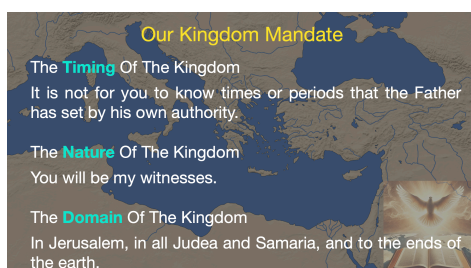 Our Kingdom Mandate
The Timing Of The Kingdom
It is not for you to know times or periods that the Father
has set by his own authority.
The Nature Of The Kingdom
You will be my witnesses.
The Domain Of The Kingdom
In Jerusalem, in all Judea and Samaria, and to the ends of
the earth.